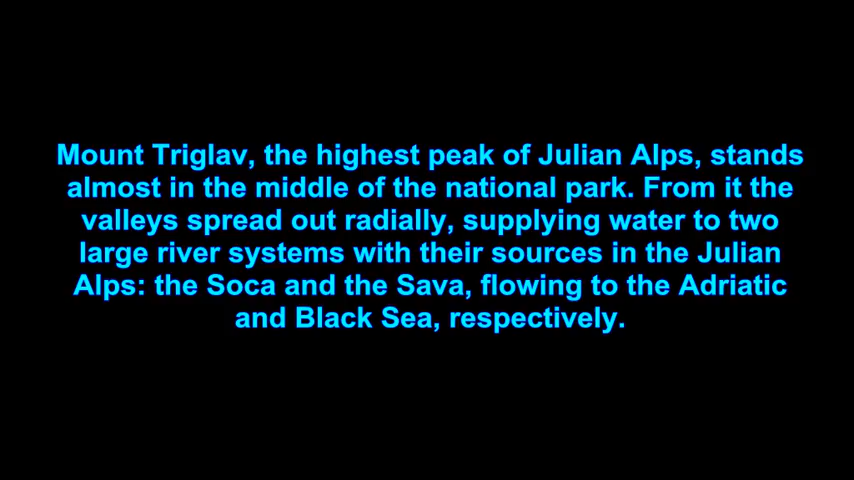 Mount Triglav, the highest peak of Julian Alps, stands
almost in the middle of the national park. From it the
valleys spread out radially, supplying water to two
large river systems with their sources in the Julian
Alps: the Soca and the Sava, flowing to the Adriatic
and Black Sea, respectively.